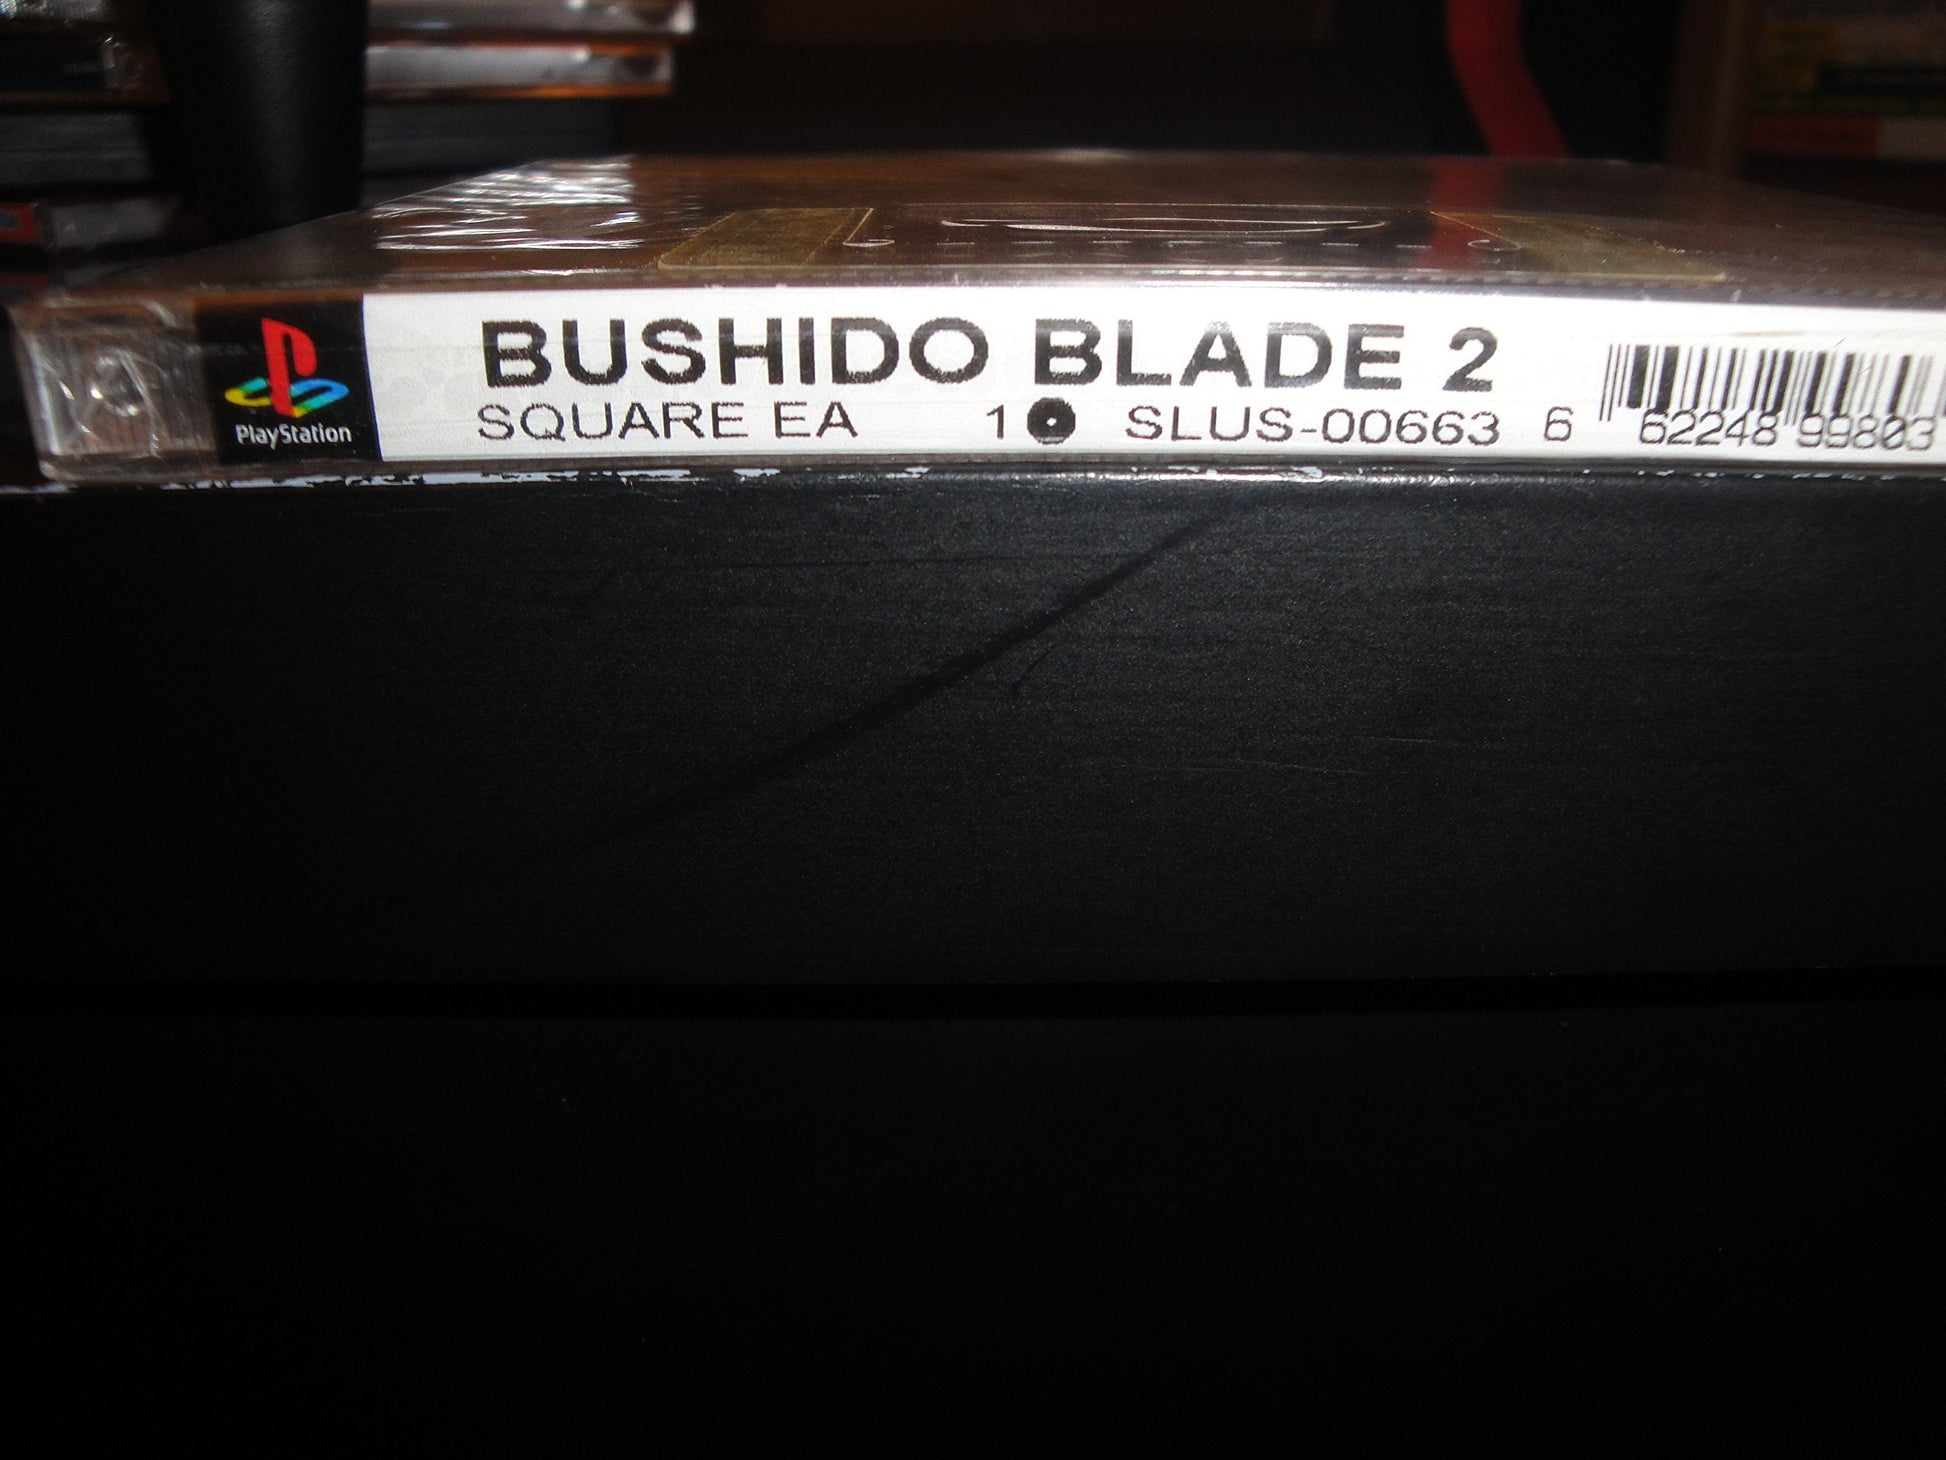 BUSHIDO BLADE 2
PlayStation
SQUARE EA 1 SLUS-00663 6 62248 99803